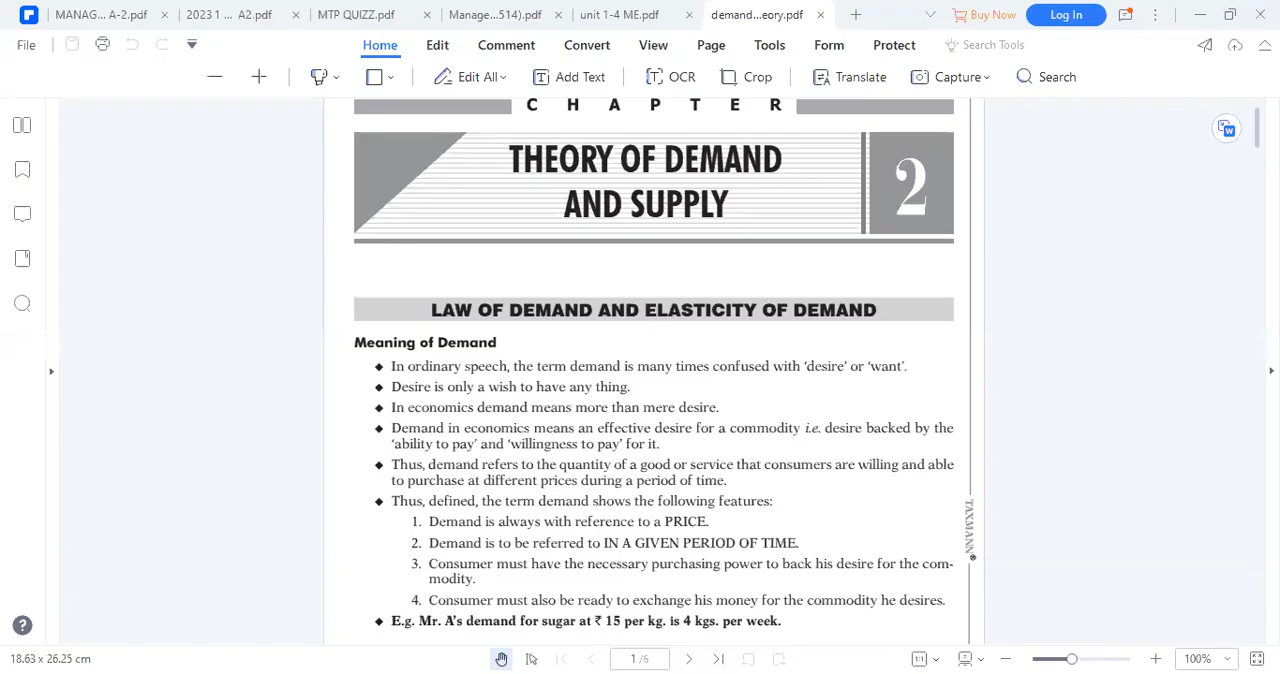 MANAG... A-2.pdf
2023 1 ... A2.pdf
MTP QUIZZ.pdf
Manage...514).pdf
unit 1-4 ME.pdf
demand...eory.pdf
Buy Now
Log In
File
Home
Edit
Comment
Convert
View
Page
Tools
Form
Protect
Search Tools
Edit All
Add Text
OCR
Crop
Translate
Capture
Search
CHAPTER
THEORY OF DEMAND
AND SUPPLY
2
LAW OF DEMAND AND ELASTICITY OF DEMAND
Meaning of Demand
◆ In ordinary speech, the term demand is many times confused with ‘desire’ or ‘want’.
◆ Desire is only a wish to have any thing.
◆ In economics demand means more than mere desire.
◆ Demand in economics means an effective desire for a commodity i.e. desire backed by the
‘ability to pay’ and ‘willingness to pay’ for it.
◆ Thus, demand refers to the quantity of a good or service that consumers are willing and able
to purchase at different prices during a period of time.
◆ Thus, defined, the term demand shows the following features:
1. Demand is always with reference to a PRICE.
2. Demand is to be referred to IN A GIVEN PERIOD OF TIME.
3. Consumer must have the necessary purchasing power to back his desire for the com-
modity.
4. Consumer must also be ready to exchange his money for the commodity he desires.
◆ E.g. Mr. A’s demand for sugar at ₹ 15 per kg. is 4 kgs. per week.
TAXMANN®
18.63 x 26.25 cm
1 /6
1:1
100%